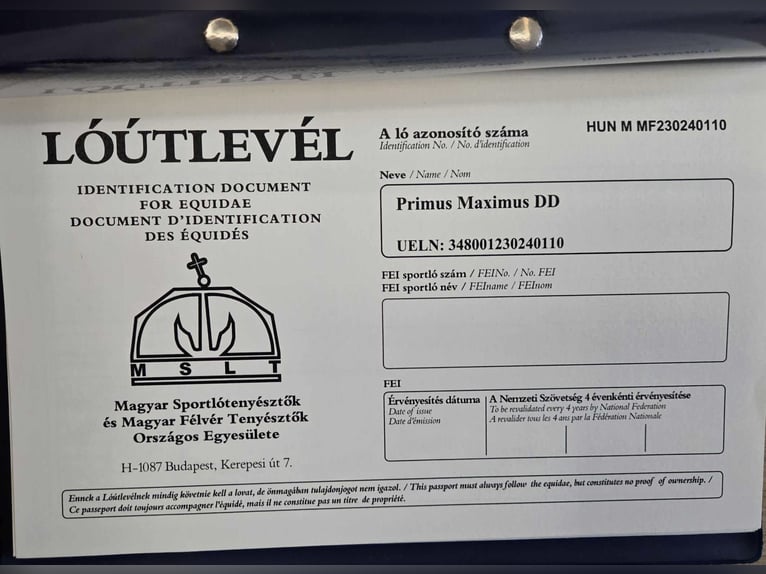 LÓÚTLEVÉL
IDENTIFICATION DOCUMENT
FOR EQUIDAE
DOCUMENT D'IDENTIFICATION
DES ÉQUIDÉS
M S L T
Magyar Sportlótenyésztők
és Magyar Félvér Tenyésztők
Országos Egyesülete
H-1087 Budapest, Kerepesi út 7.
A ló azonosító száma
Identification No. / No. d'identification
HUN M MF230240110
Neve / Name / Nom
Primus Maximus DD
UELN: 348001230240110
FEI sportló szám / FEINo. / No. FEI
FEI sportló név / FEIname / FEInom
FEI
Érvényesítés dátuma
Date of issue
Date d'émission
A Nemzeti Szövetség 4 évenkénti érvényesítése
To be revalidated every 4 years by National Federation
A revalider tous les 4 ans par la Fédération Nationale
Ennek a Lóútlevélnek mindig követnie kell a lovat, de önmagában tulajdonjogot nem igazol. / This passport must always follow the equidae, but constitutes no proof of ownership. /
Ce passeport doit toujours accompagner l'équidé, mais il ne constitue pas un titre de propriété.